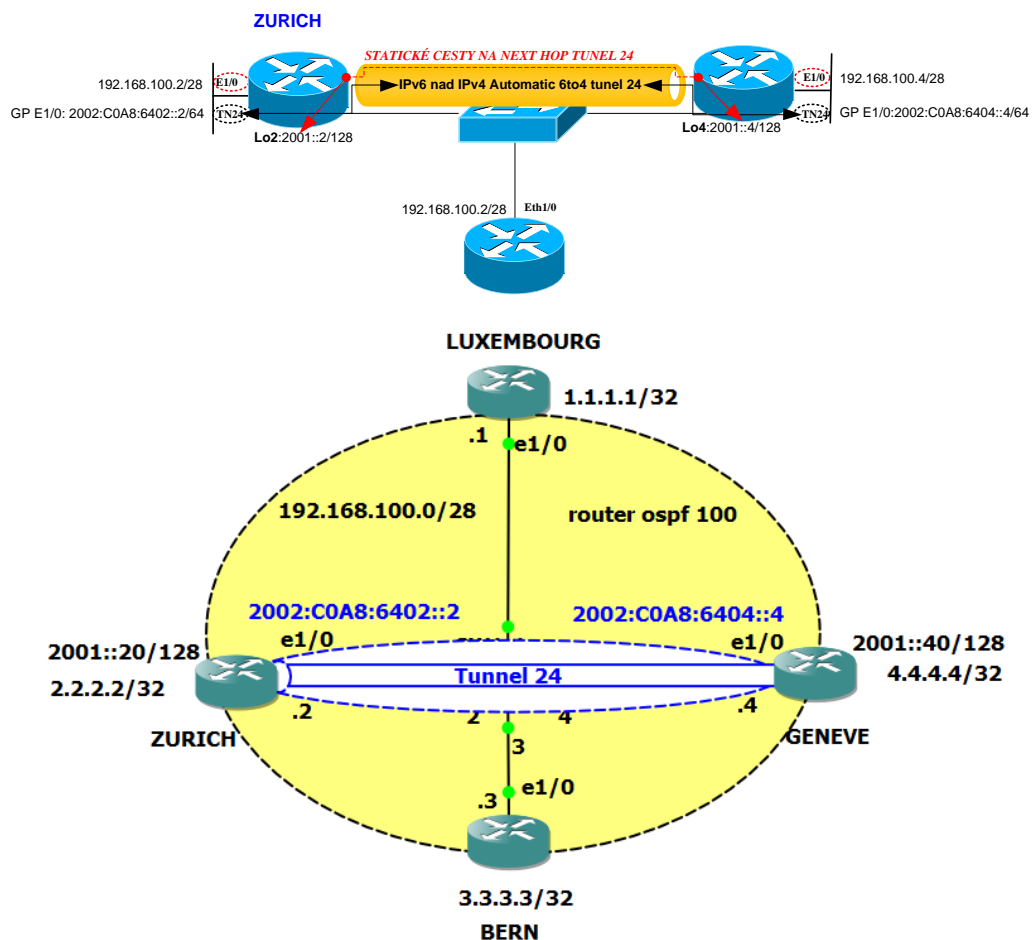 ZURICH
STATICKÉ CESTY NA NEXT HOP TUNEL 24
E1/0
192.168.100.2/28
IPv6 nad IPv4 Automatic 6to4 tunel 24
E1/0
192.168.100.4/28
GP E1/0: 2002:C0A8:6402::2/64
TN24
Lo2:2001::2/128
Lo4:2001::4/128
TN24
GP E1/0:2002:C0A8:6404::4/64
192.168.100.2/28
Eth1/0
LUXEMBOURG
1.1.1.1/32
.1
e1/0
192.168.100.0/28
router ospf 100
2002:C0A8:6402::2
2002:C0A8:6404::4
e1/0
e1/0
2001::20/128
2001::40/128
2.2.2.2/32
Tunnel 24
4.4.4.4/32
.2
2
4
.4
ZURICH
3
GENEVE
e1/0
.3
3.3.3.3/32
BERN